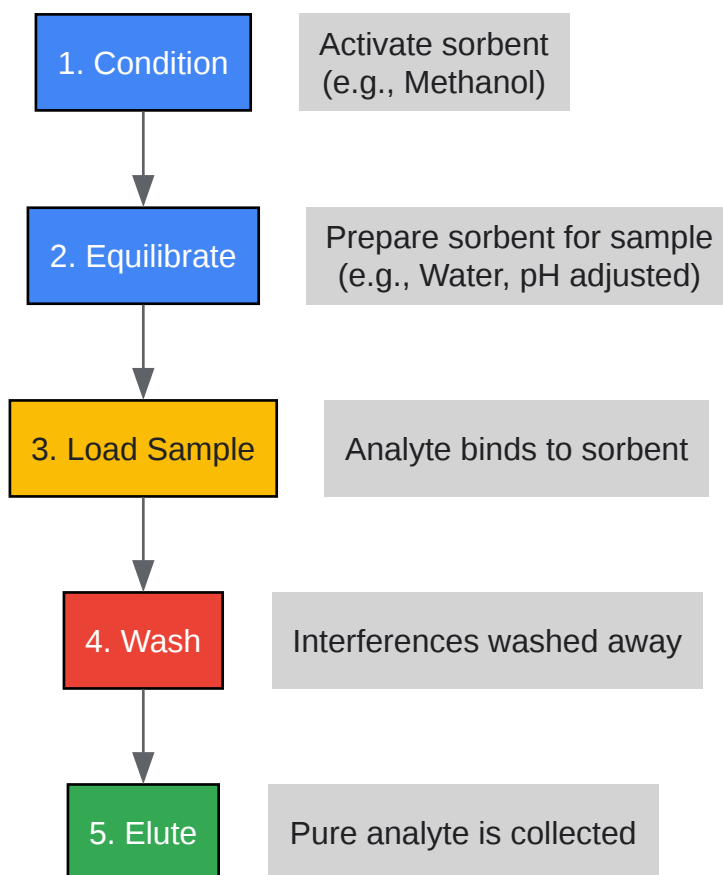 1. Condition
Activate sorbent
(e.g., Methanol)
2. Equilibrate
Prepare sorbent for sample
(e.g., Water, pH adjusted)
3. Load Sample
Analyte binds to sorbent
4. Wash
Interferences washed away
5. Elute
Pure analyte is collected